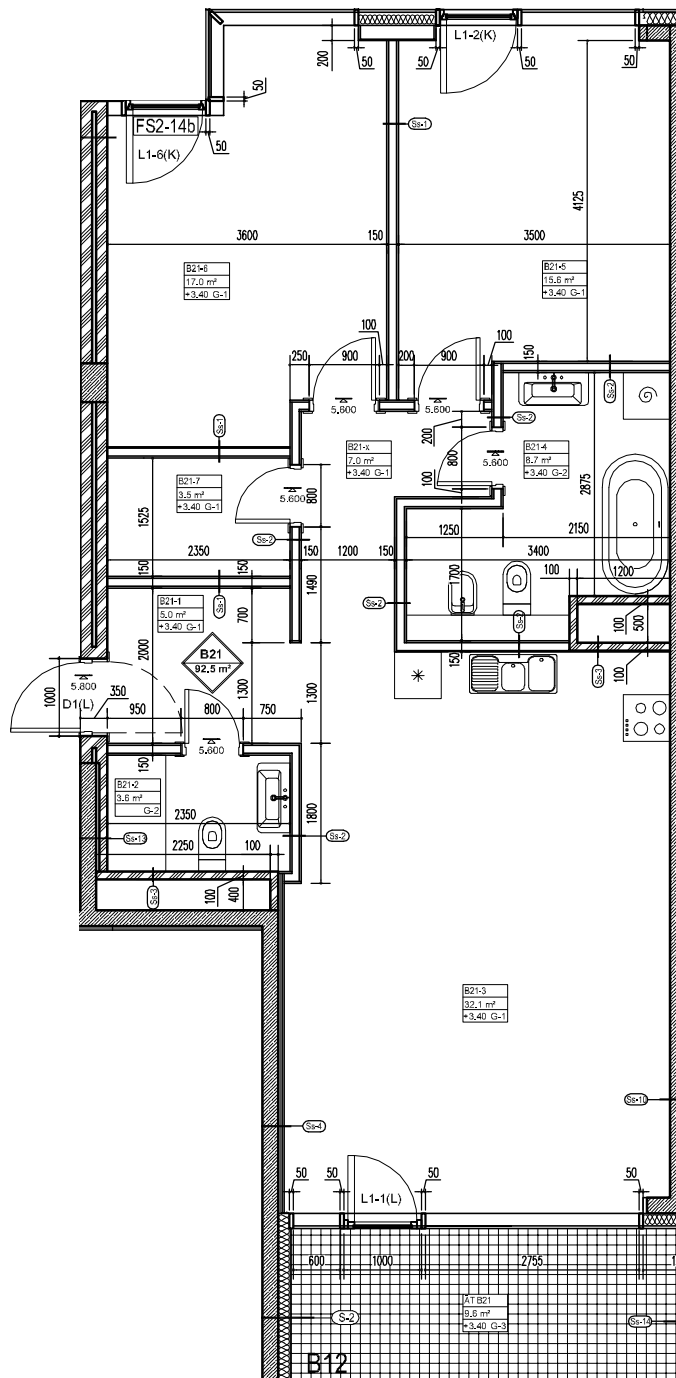 L1-2(K)
50
200
50
50
50
50
FS2-14b
L1-6(K)
50
Ss-1
4125
3600
150
3500
B21-6
17.0 m²
+3.40 G-1
B21-5
15.6 m²
+3.40 G-1
100
100
250
900
200
900
150
Ss-2
5.600
5.600
Ss-2
200
Ss-1
B21-x
7.0 m²
+3.40 G-1
B21-4
8.7 m²
+3.40 G-2
800
5.600
B21-7
3.5 m²
+3.40 G-1
5.600
800
100
2875
1525
1250
2150
Ss-2
2350
150
1200
150
3400
150
150
1490
1700
100
1200
Ss-1
B21-1
5.0 m²
+3.40 G-1
700
Ss-2
Ss-2
100
500
2000
B21
92.5 m²
150
Ss-3
100
1000
5.800
D1(L)
350
1300
1300
950
800
750
5.600
150
B21-2
3.6 m²
G-2
2350
1800
Ss-13
Ss-2
2250
100
Ss-3
100
400
B21-3
32.1 m²
+3.40 G-1
Ss-10
Ss-4
50
50
50
50
L1-1(L)
600
1000
2755
ĀT B21
9.6 m²
+3.40 G-3
S-2
Ss-14
B12